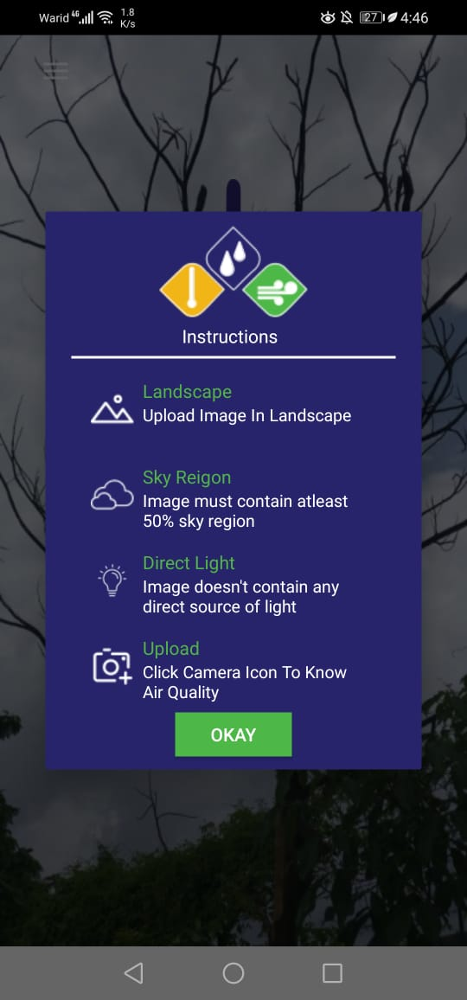 Warid 4G 1.8 K/s 27 4:46
Instructions
Landscape
Upload Image In Landscape
Sky Reigon
Image must contain atleast
50% sky region
Direct Light
Image doesn't contain any
direct source of light
Upload
Click Camera Icon To Know
Air Quality
OKAY